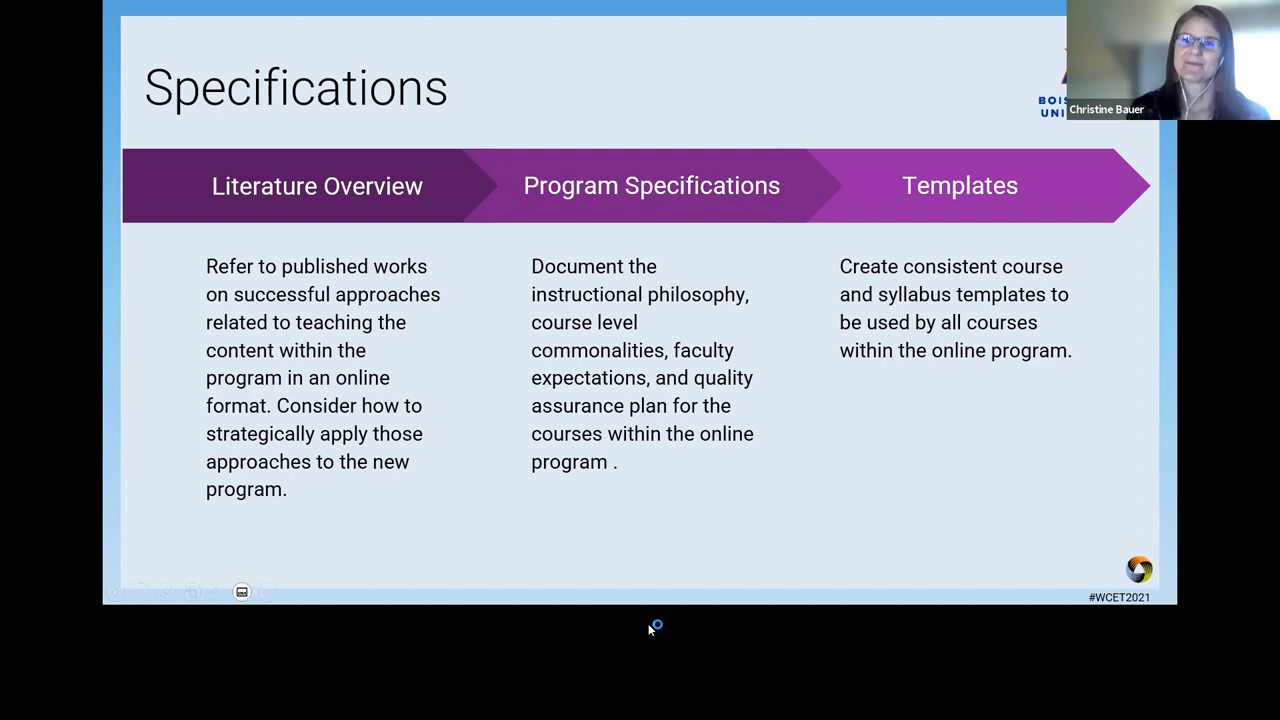 Specifications
BOIS
UNI
Christine Bauer
Literature Overview
Program Specifications
Templates
Refer to published works
on successful approaches
related to teaching the
content within the
program in an online
format. Consider how to
strategically apply those
approaches to the new
program.
Document the
instructional philosophy,
course level
commonalities, faculty
expectations, and quality
assurance plan for the
courses within the online
program .
Create consistent course
and syllabus templates to
be used by all courses
within the online program.
#WCET2021